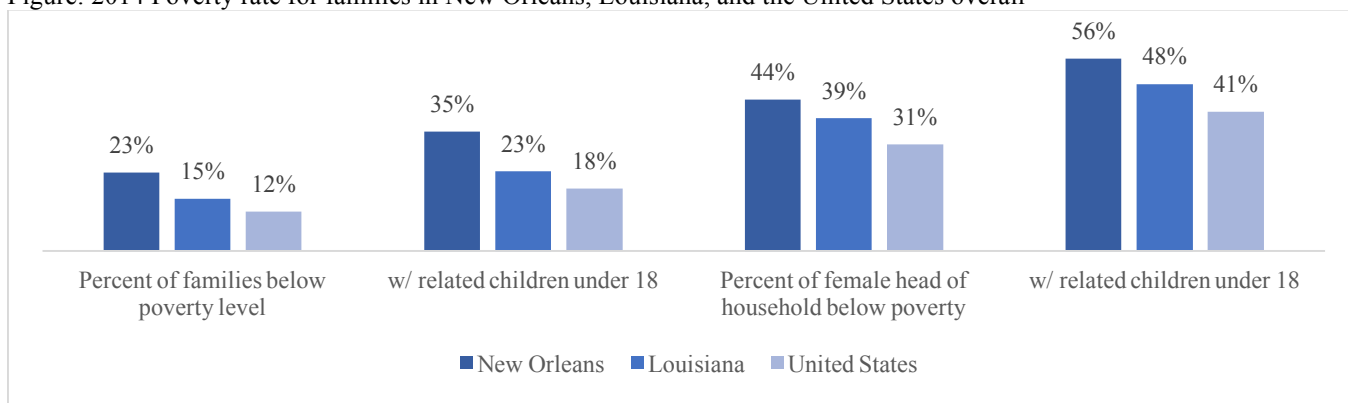 Figure: 2014 Poverty rate for families in New Orleans, Louisiana, and the United States overall
23%
15%
12%
35%
23%
18%
44%
39%
31%
56%
48%
41%
Percent of families below
poverty level
w/ related children under 18
Percent of female head of
household below poverty
w/ related children under 18
New Orleans
Louisiana
United States